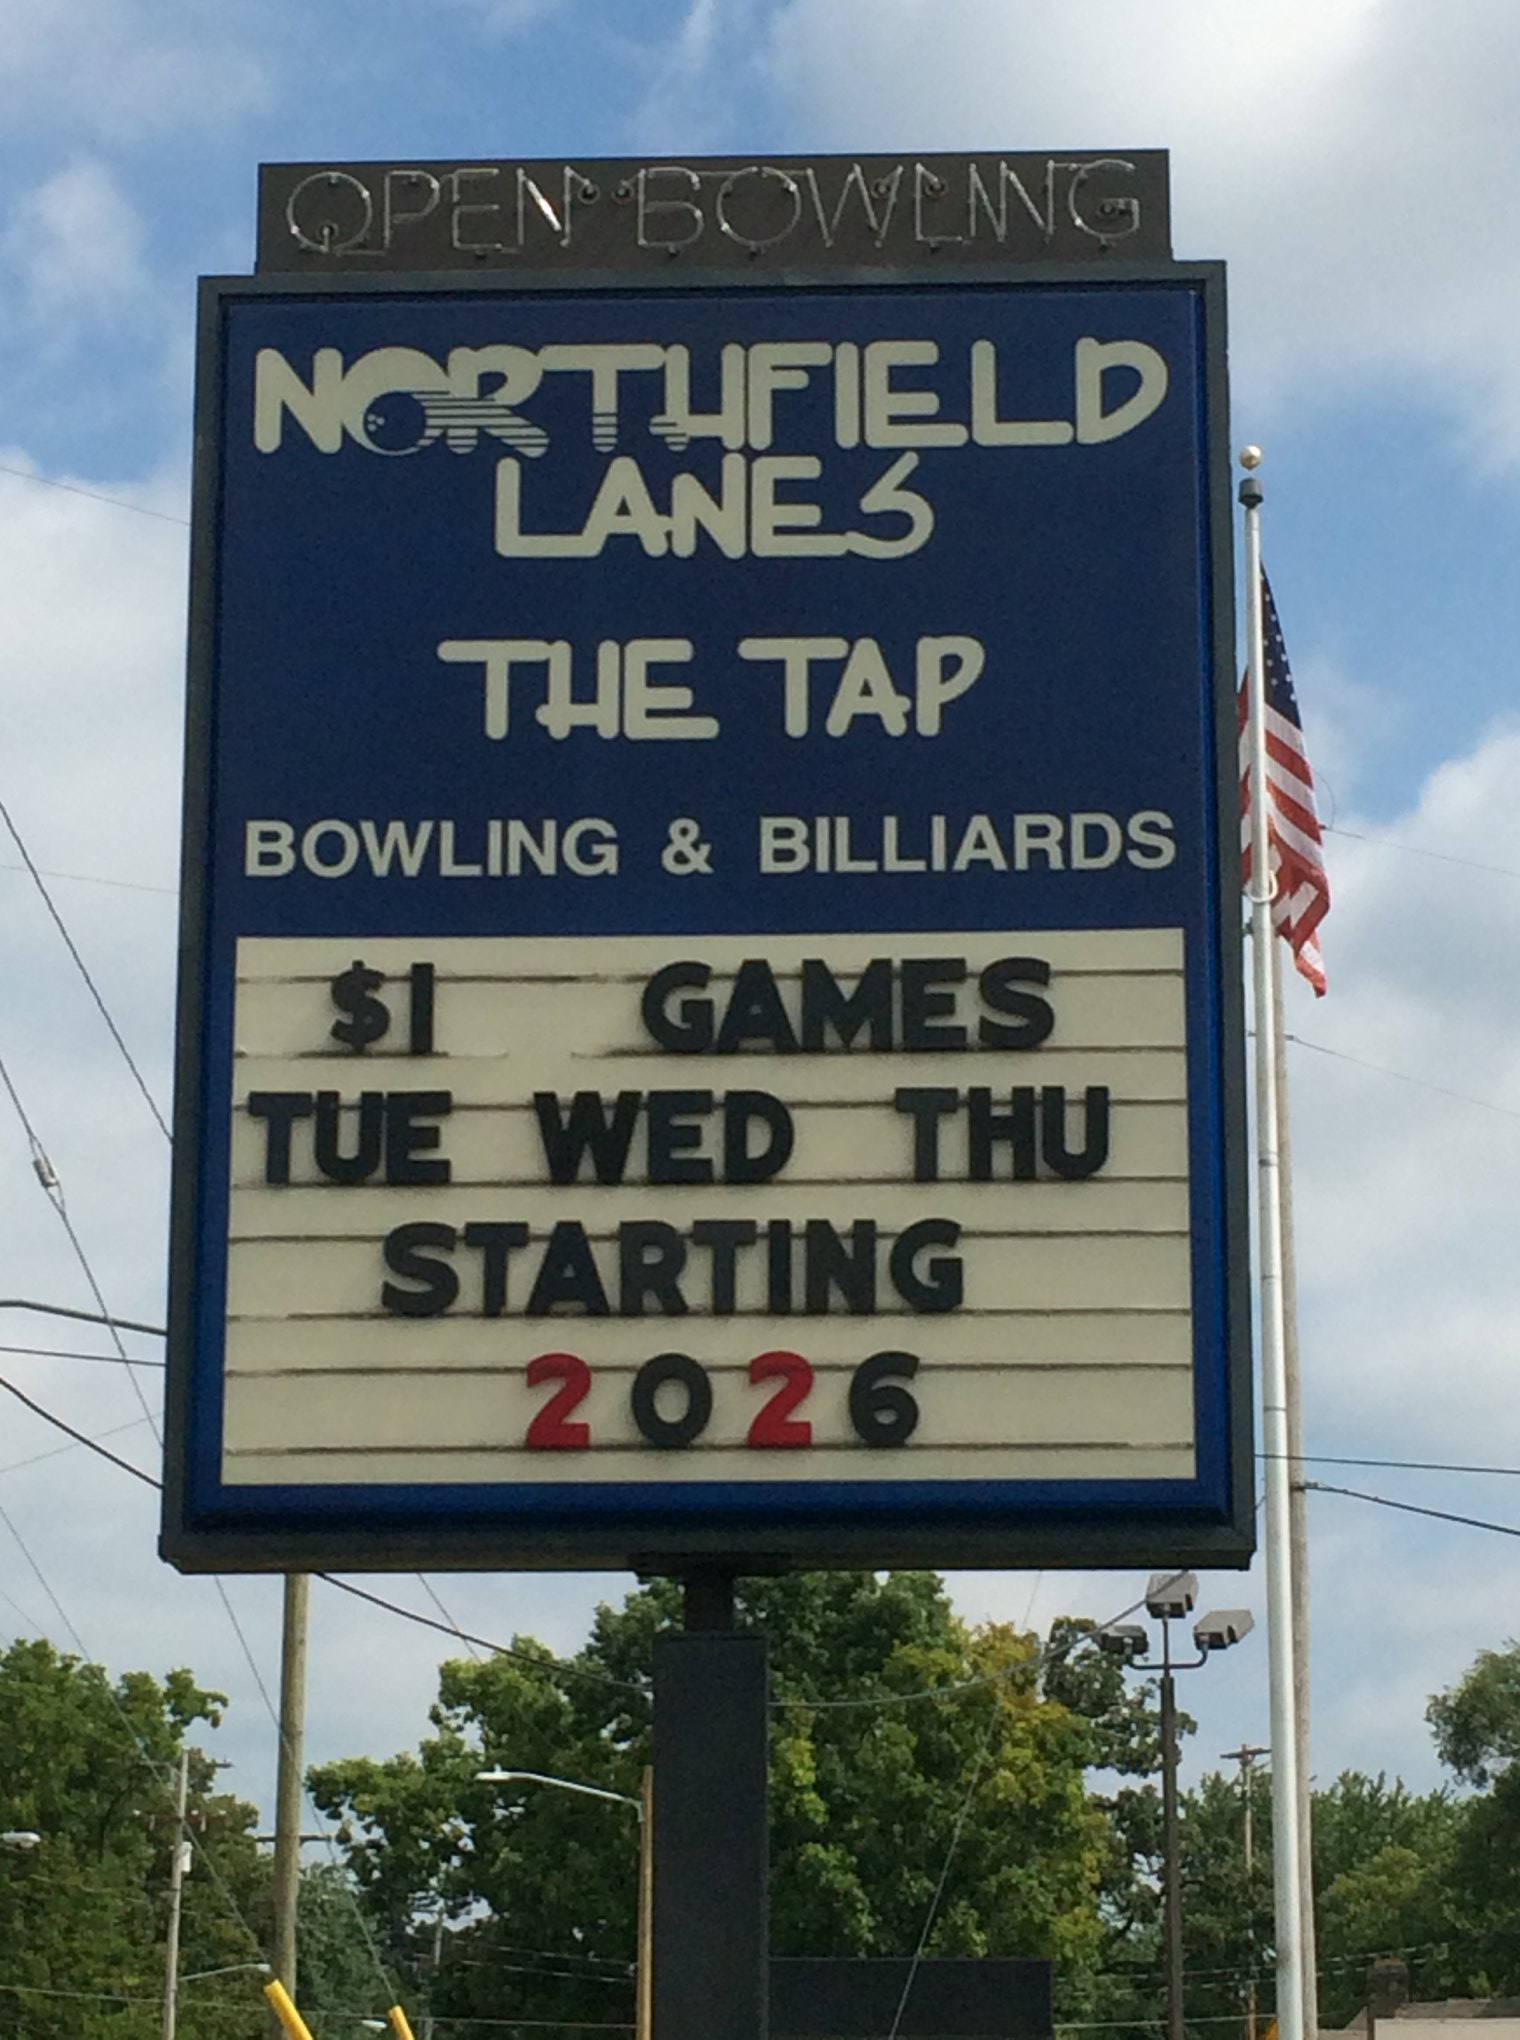 OPEN BOWLING
NORTHFIELD
LANES
THE TAP
BOWLING & BILLIARDS
$1 GAMES
TUE WED THU
STARTING
2026